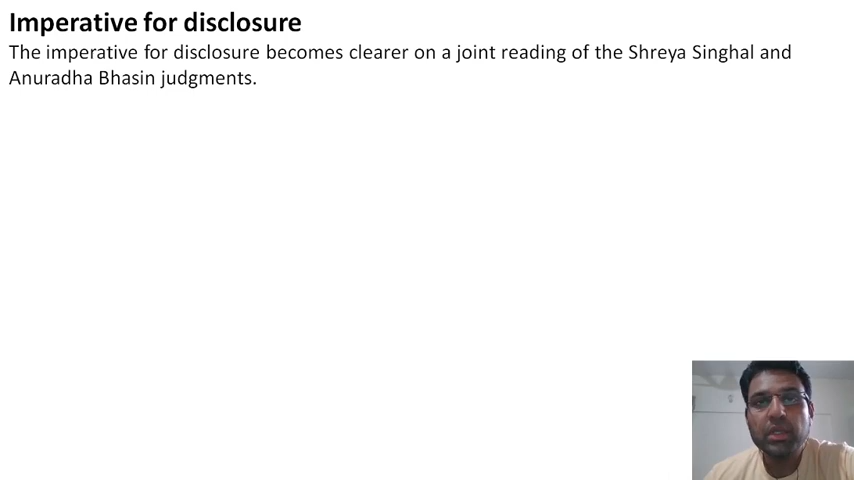 Imperative for disclosure
The imperative for disclosure becomes clearer on a joint reading of the Shreya Singhal and
Anuradha Bhasin judgments.